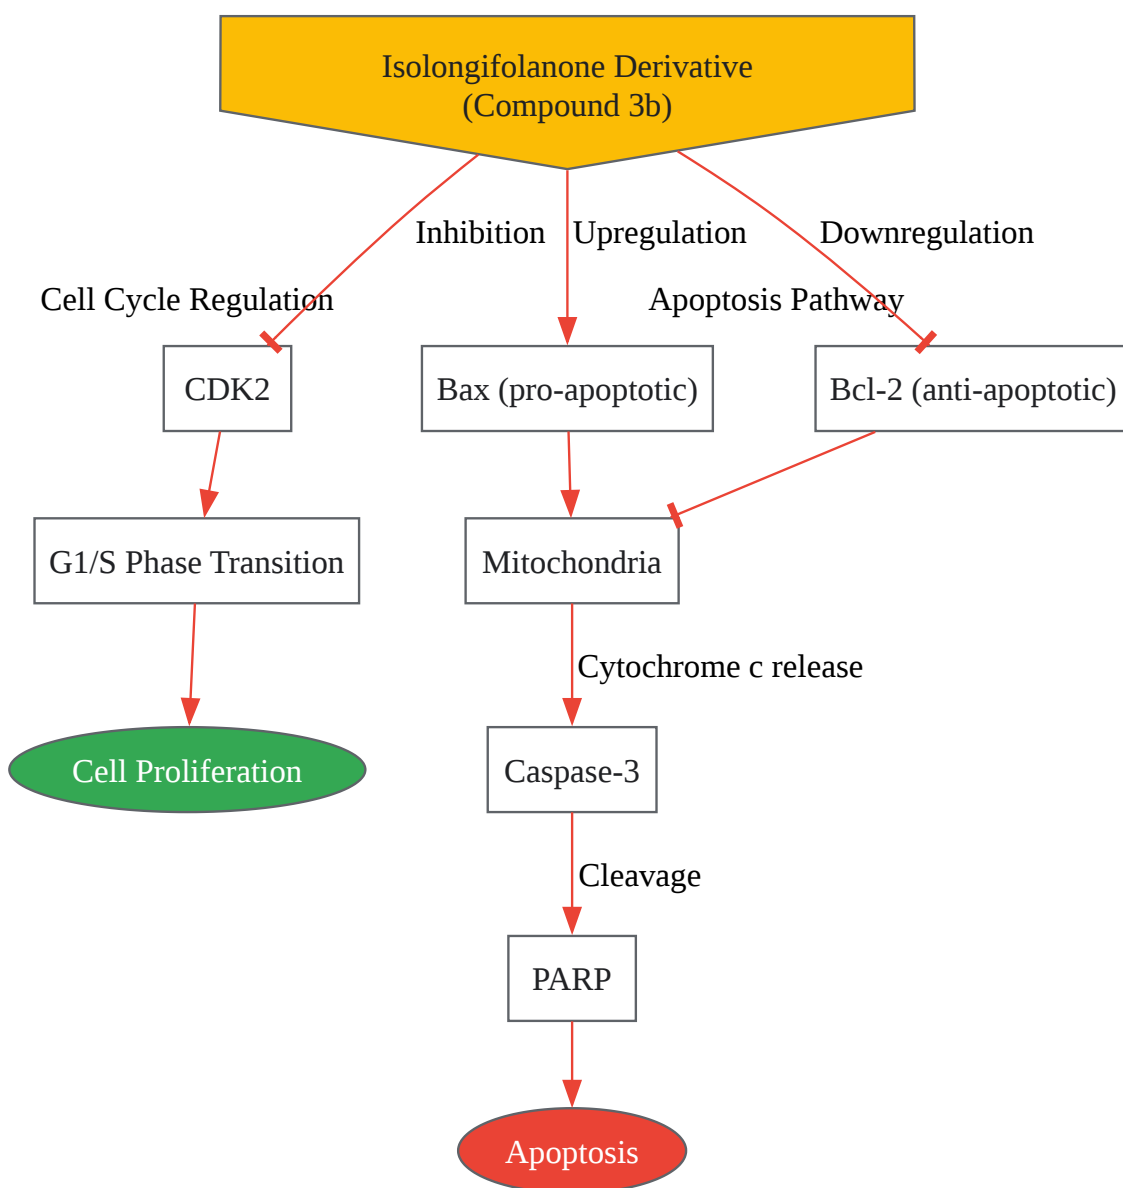 Isolongifolanone Derivative
(Compound 3b)
Inhibition
Upregulation
Downregulation
Cell Cycle Regulation
Apoptosis Pathway
CDK2
Bax (pro-apoptotic)
Bcl-2 (anti-apoptotic)
G1/S Phase Transition
Mitochondria
Cytochrome c release
Cell Proliferation
Caspase-3
Cleavage
PARP
Apoptosis